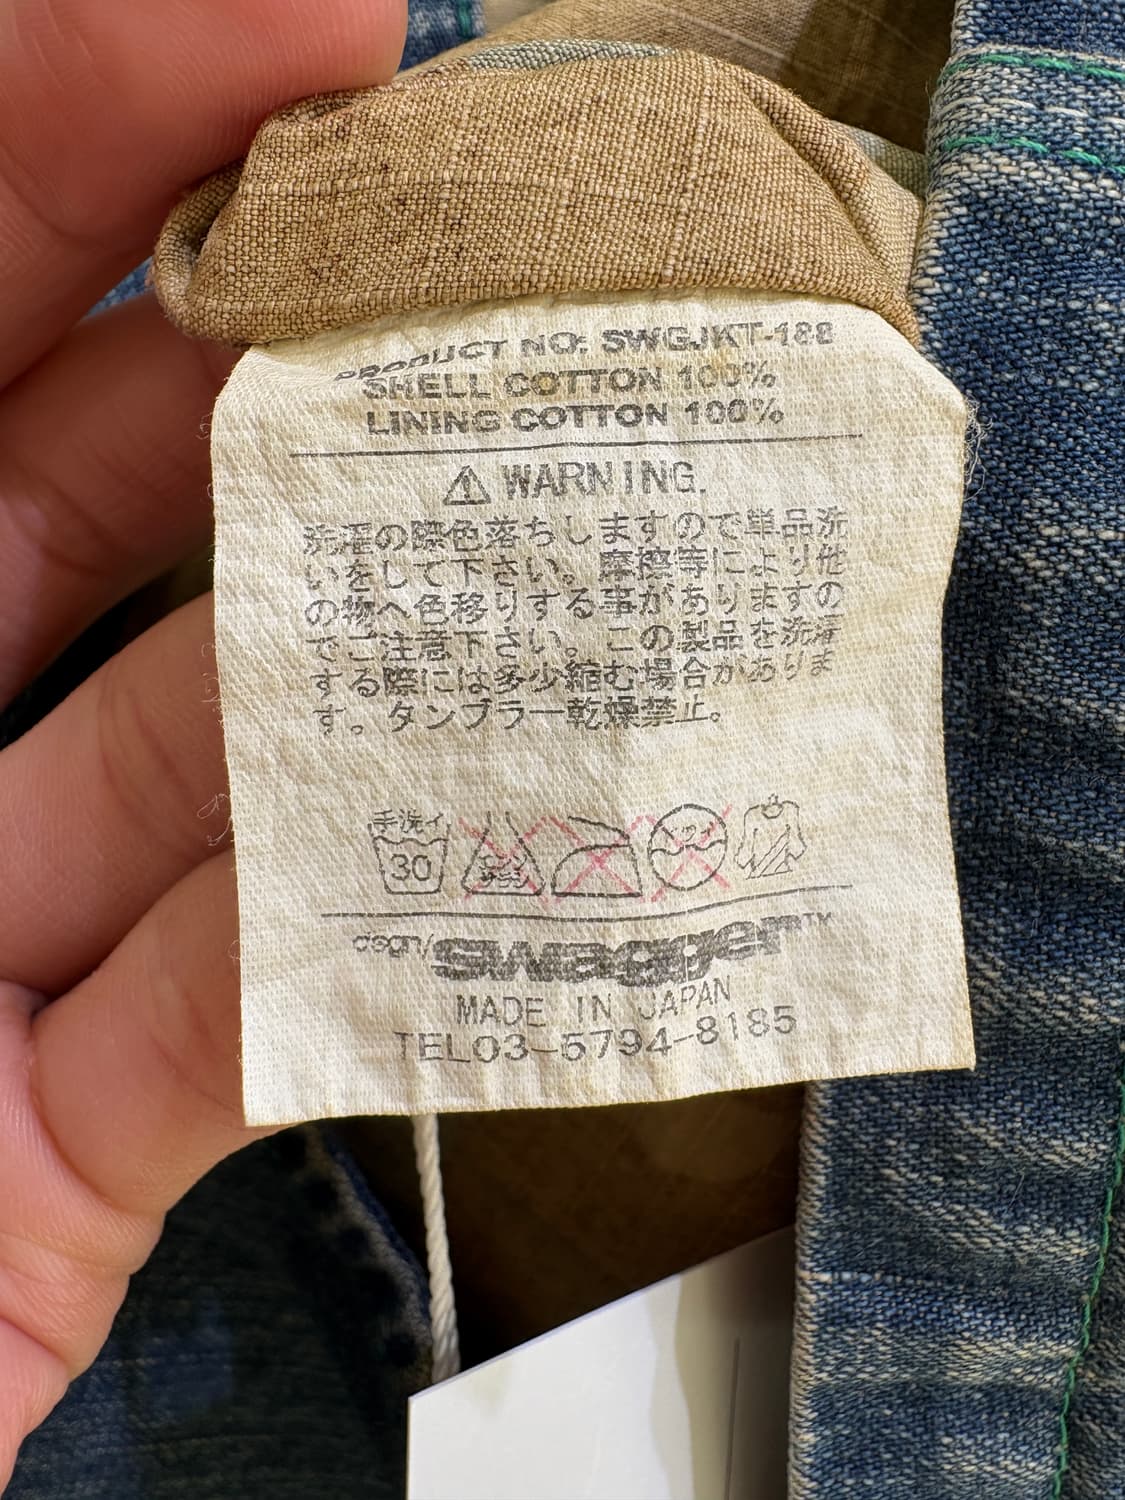 PRODUCT NO: SWGJKT-188
SHELL COTTON 100%
LINING COTTON 100%
⚠ WARNING.
洗濯の際色落ちしますので単品洗
いをして下さい。摩擦等により他
の物へ色移りする事がありますの
でご注意下さい。この製品を洗濯
する際には多少縮む場合がありま
す。タンブラー乾燥禁止。
手洗イ
30
dsgn/swagger™
MADE IN JAPAN
TEL03-5794-8185